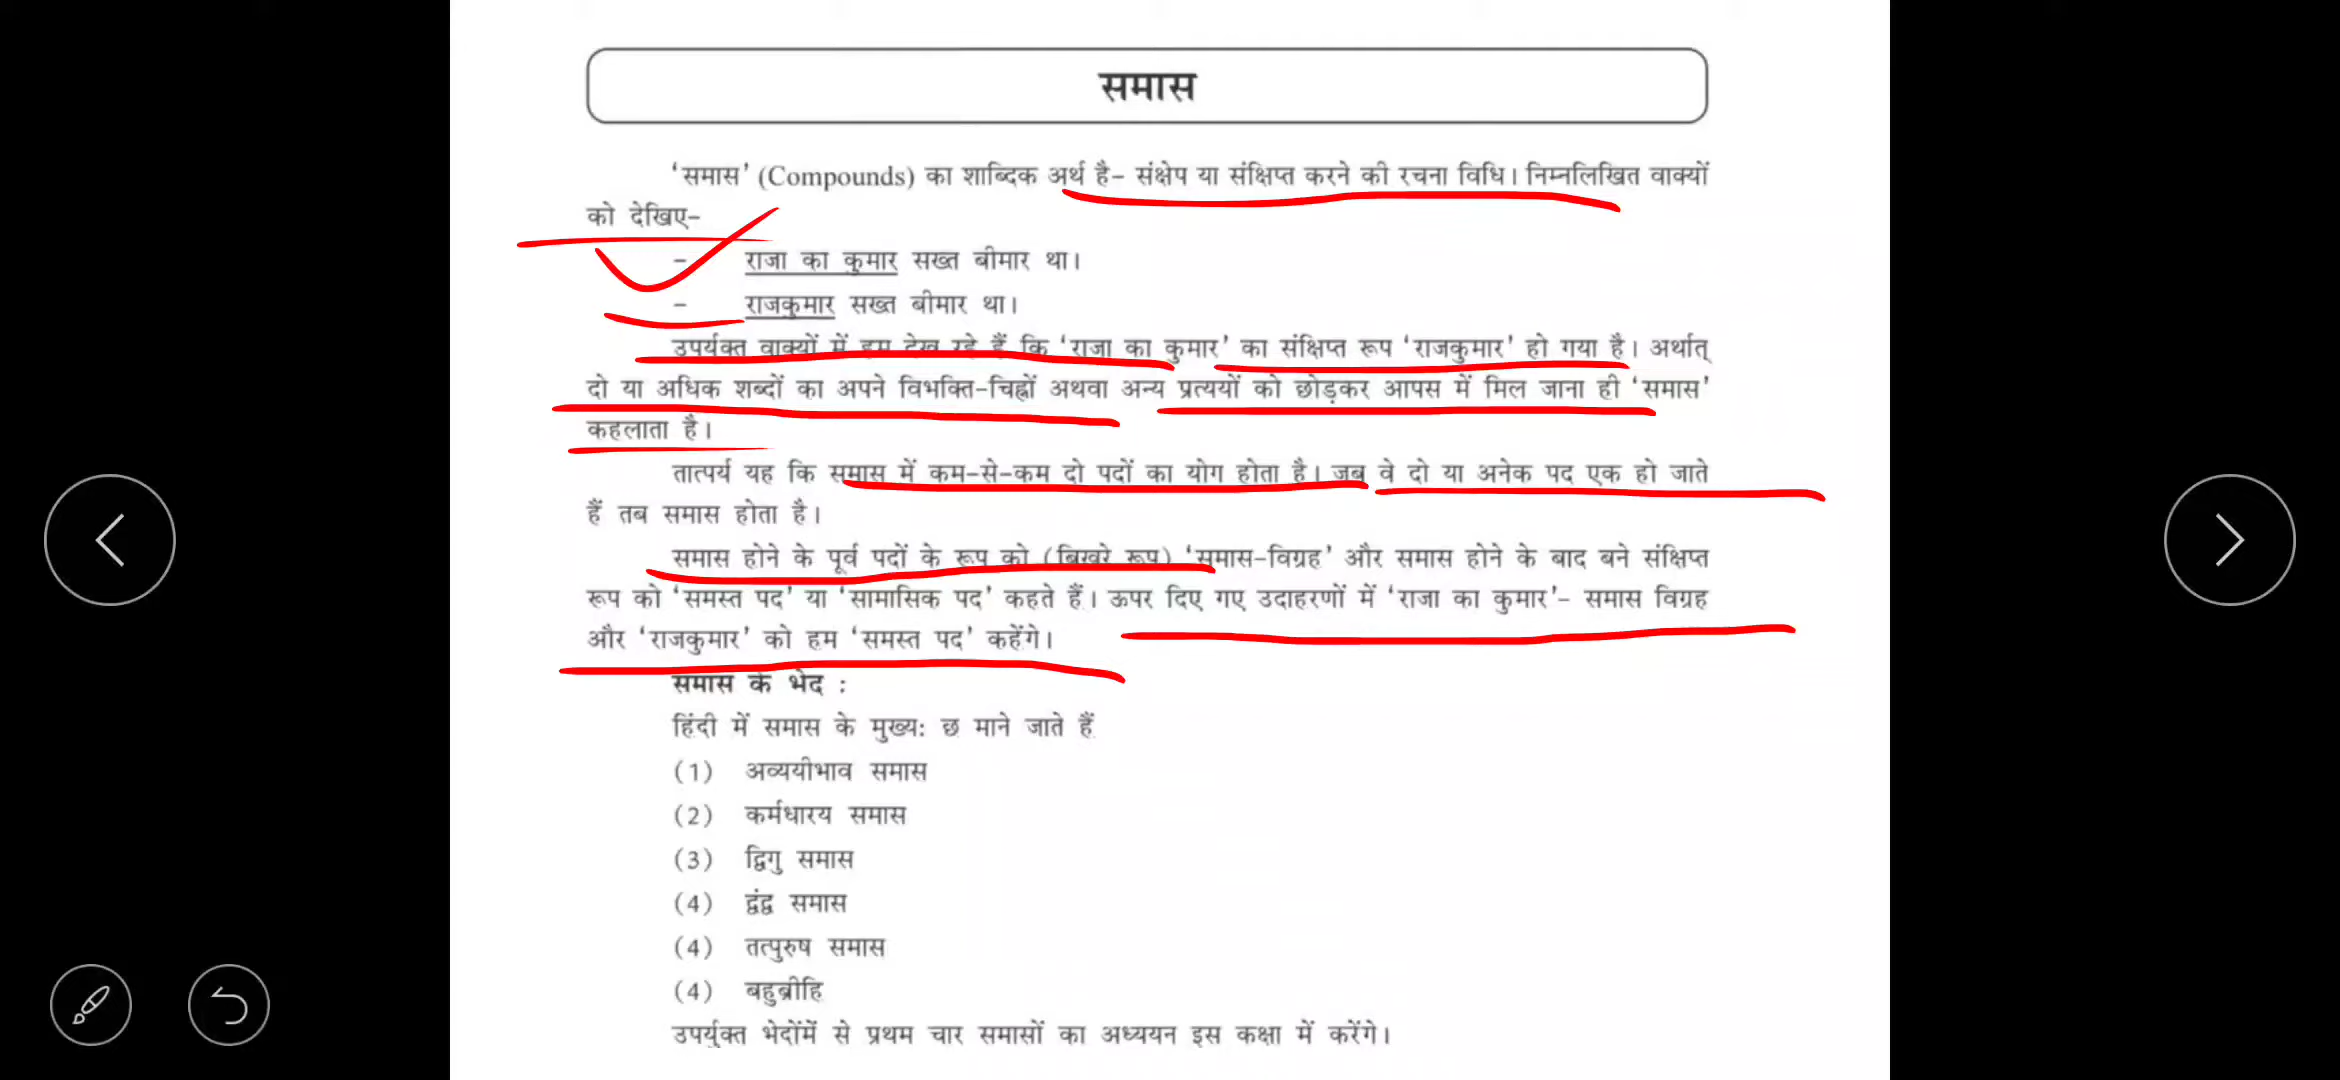 समास
‘समास’ (Compounds) का शाब्दिक अर्थ है– संक्षेप या संक्षिप्त करने की रचना विधि। निम्नलिखित वाक्यों
को देखिए–
– राजा का कुमार सख्त बीमार था।
– राजकुमार सख्त बीमार था।
उपर्यक्त वाक्यों में हम देख रहे हैं कि ‘राजा का कुमार’ का संक्षिप्त रूप ‘राजकुमार’ हो गया है। अर्थात्
दो या अधिक शब्दों का अपने विभक्ति-चिह्नों अथवा अन्य प्रत्ययों को छोड़कर आपस में मिल जाना ही ‘समास’
कहलाता है।
तात्पर्य यह कि समास में कम-से-कम दो पदों का योग होता है। जब वे दो या अनेक पद एक हो जाते
हैं तब समास होता है।
समास होने के पूर्व पदों के रूप को (बिखरे रूप) ‘समास-विग्रह’ और समास होने के बाद बने संक्षिप्त
रूप को ‘समस्त पद’ या ‘सामासिक पद’ कहते हैं। ऊपर दिए गए उदाहरणों में ‘राजा का कुमार’– समास विग्रह
और ‘राजकुमार’ को हम ‘समस्त पद’ कहेंगे।
समास के भेद :
हिंदी में समास के मुख्य: छ माने जाते हैं
(1) अव्ययीभाव समास
(2) कर्मधारय समास
(3) द्विगु समास
(4) द्वंद्व समास
(4) तत्पुरुष समास
(4) बहुब्रीहि
उपर्युक्त भेदोंमें से प्रथम चार समासों का अध्ययन इस कक्षा में करेंगे।